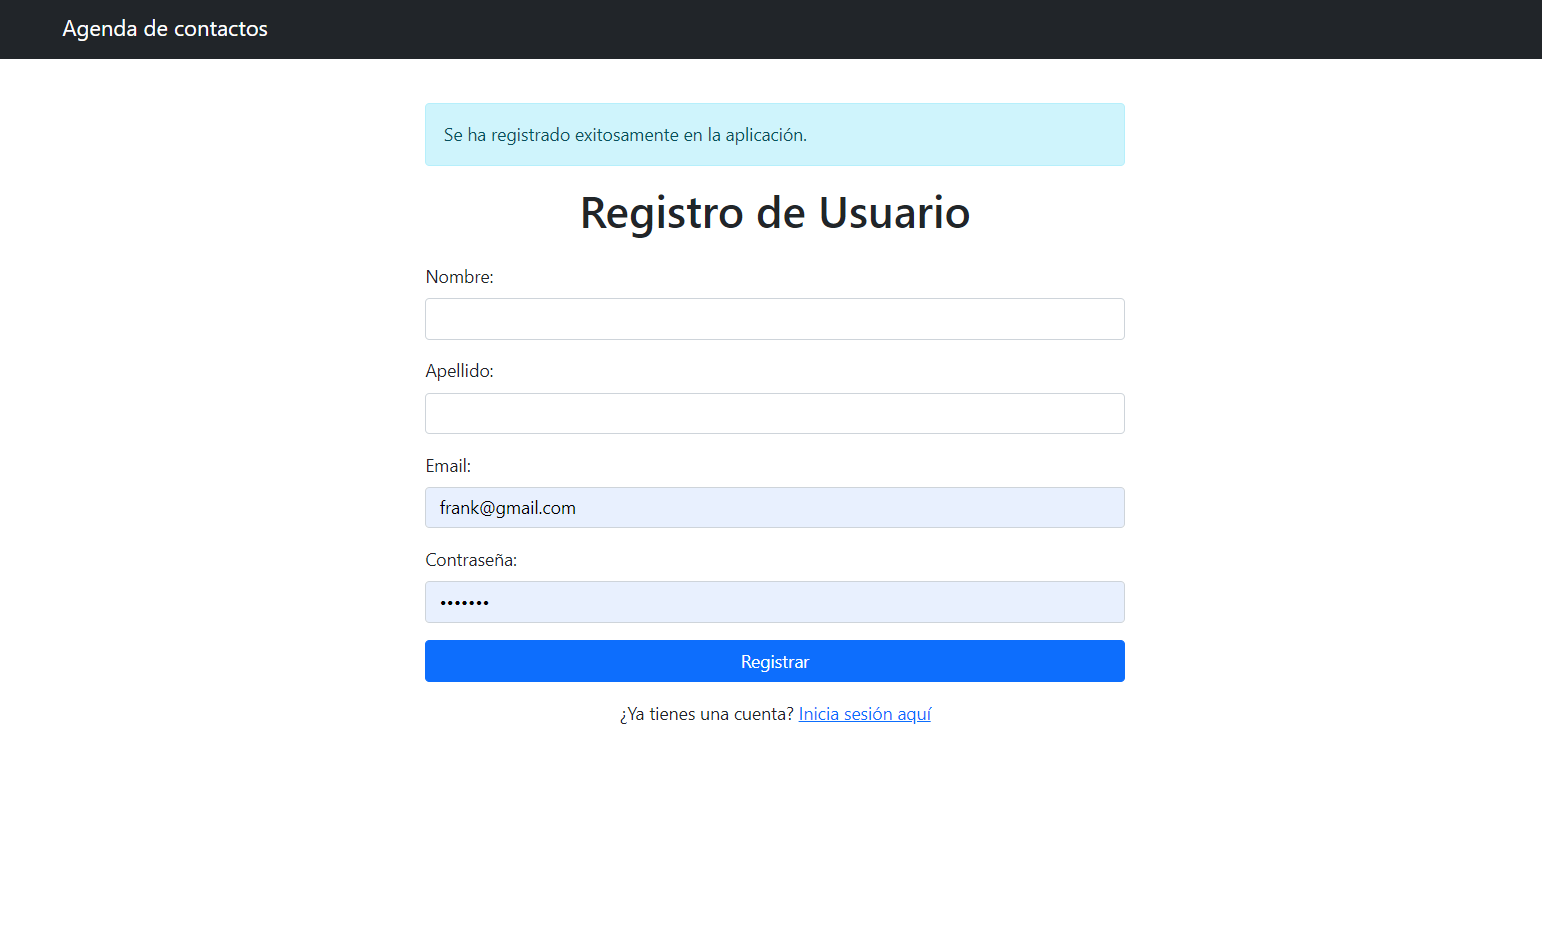 Agenda de contactos
Se ha registrado exitosamente en la aplicación.
Registro de Usuario
Nombre:
Apellido:
Email:
frank@gmail.com
Contraseña:
•••••••
Registrar
¿Ya tienes una cuenta? Inicia sesión aquí